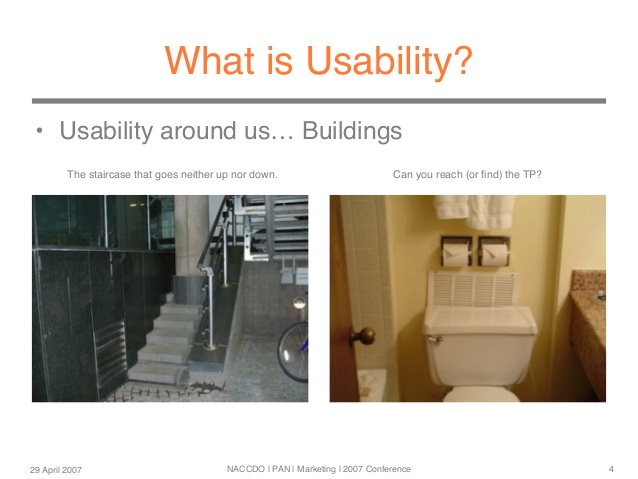 What is Usability?
• Usability around us… Buildings
The staircase that goes neither up nor down.
Can you reach (or find) the TP?
29 April 2007
NACCDO | PAN | Marketing | 2007 Conference
4